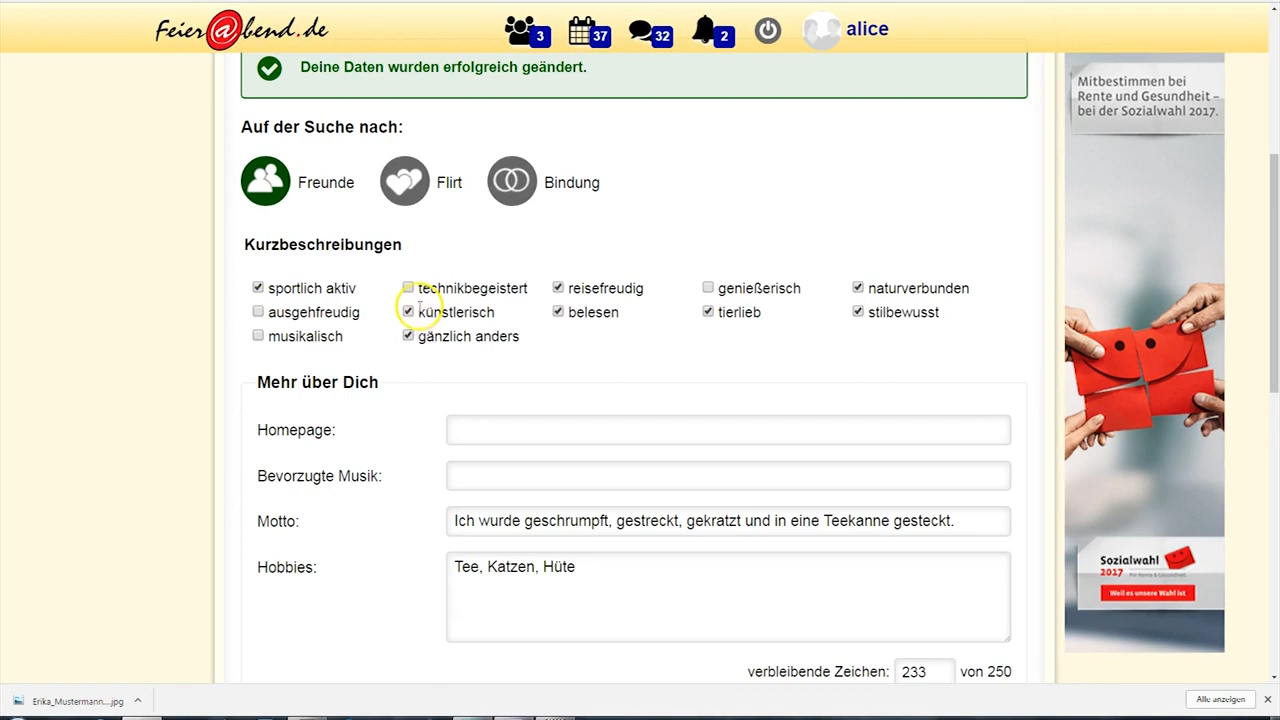 Feier@bend.de 3 37 32 2 alice
Deine Daten wurden erfolgreich geändert.
Auf der Suche nach:
Freunde Flirt Bindung
Kurzbeschreibungen
sportlich aktiv technikbegeistert reisefreudig genießerisch naturverbunden
ausgehfreudig künstlerisch belesen tierlieb stilbewusst
musikalisch gänzlich anders
Mehr über Dich
Homepage:
Bevorzugte Musik:
Motto: Ich wurde geschrumpft, gestreckt, gekratzt und in eine Teekanne gesteckt.
Hobbies: Tee, Katzen, Hüte
verbleibende Zeichen: 233 von 250
Mitbestimmen bei
Rente und Gesundheit –
bei der Sozialwahl 2017.
Sozialwahl
2017 Für Rente & Gesundheit
Weil es unsere Wahl ist
Erika_Mustermann....jpg Alle anzeigen